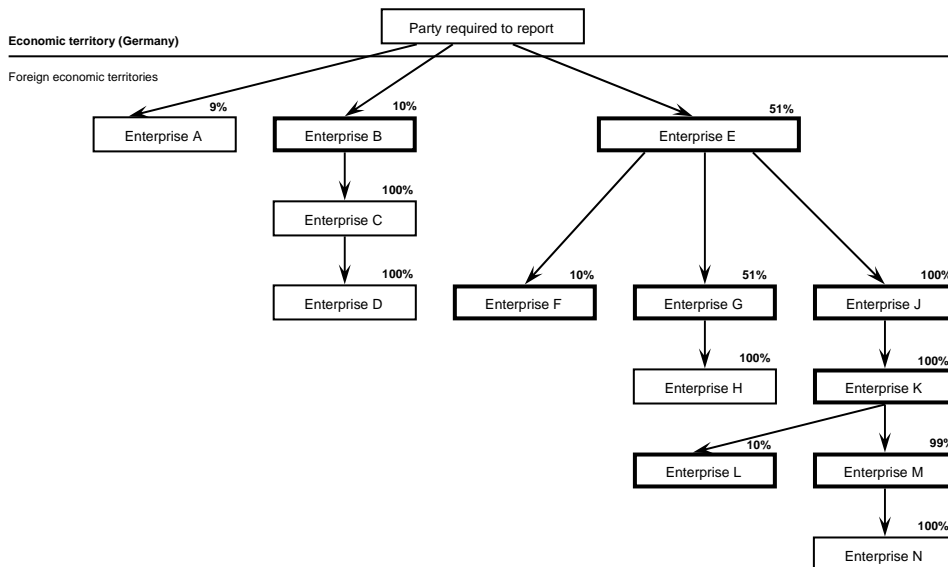 Party required to report
Economic territory (Germany)
Foreign economic territories
9%
10%
51%
Enterprise A
Enterprise B
Enterprise E
100%
Enterprise C
100%
10%
51%
100%
Enterprise D
Enterprise F
Enterprise G
Enterprise J
100%
100%
Enterprise H
Enterprise K
10%
99%
Enterprise L
Enterprise M
100%
Enterprise N